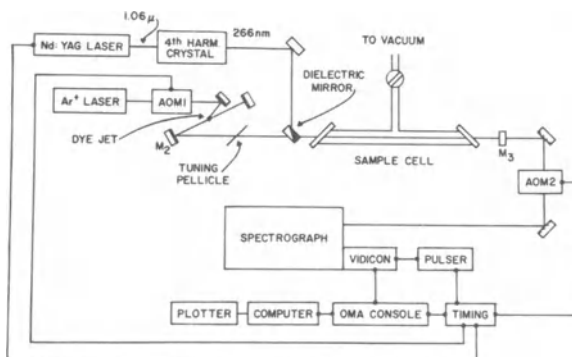 1.06μ
Nd: YAG LASER
4th HARM.
CRYSTAL
266nm
TO VACUUM
DIELECTRIC
MIRROR
Ar+ LASER
AOM1
DYE JET
M2
TUNING
PELLICLE
SAMPLE CELL
M3
AOM2
SPECTROGRAPH
VIDICON
PULSER
PLOTTER
COMPUTER
OMA CONSOLE
TIMING